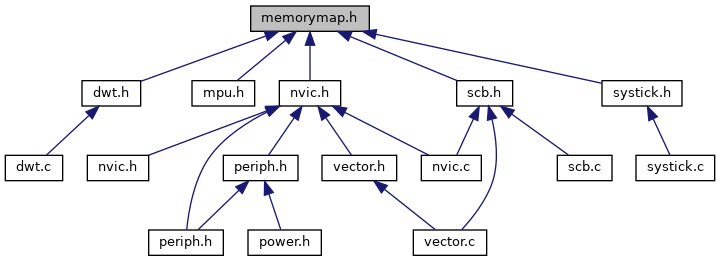 memorymap.h
dwt.h
mpu.h
nvic.h
scb.h
systick.h
dwt.c
nvic.h
periph.h
vector.h
nvic.c
scb.c
systick.c
periph.h
power.h
vector.c